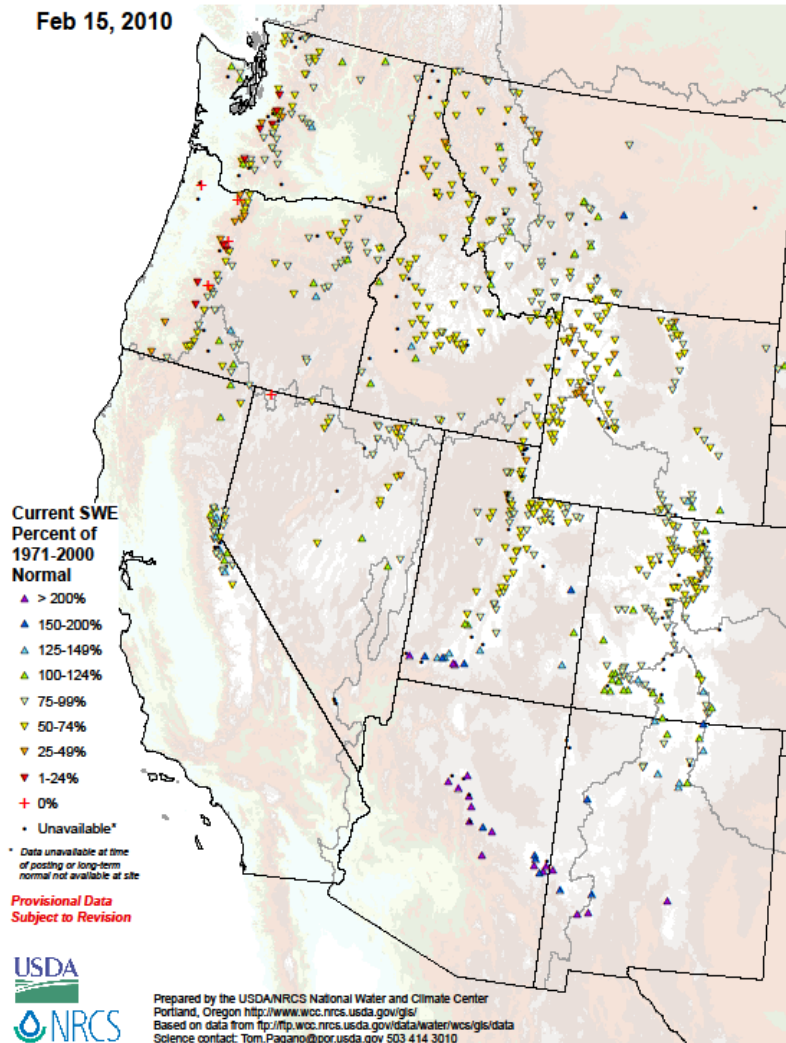 Feb 15, 2010
Current SWE
Percent of
1971-2000
Normal
> 200%
150-200%
125-149%
100-124%
75-99%
50-74%
25-49%
1-24%
0%
Unavailable*
* Data unavailable at time
of posting or long-term
normal not available at site
Provisional Data
Subject to Revision
USDA
NRCS
Prepared by the USDA/NRCS National Water and Climate Center
Portland, Oregon http://www.wcc.nrcs.usda.gov/gis/
Based on data from ftp://ftp.wcc.nrcs.usda.gov/data/water/wcs/gis/data
Science contact: Tom.Pagano@por.usda.gov 503 414 3010